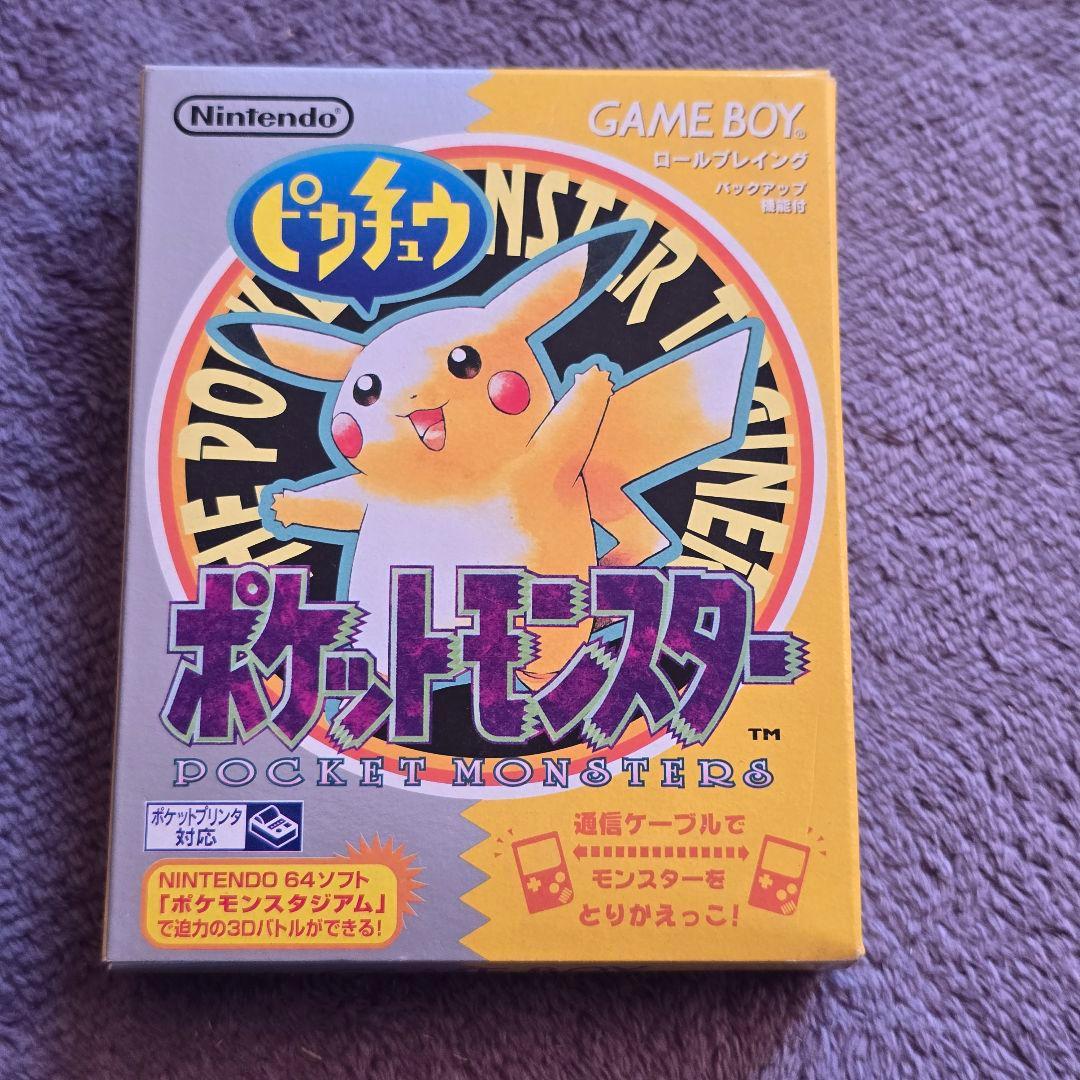 Nintendo®
GAME BOY®
ロールプレイング
バックアップ
機能付
ピカチュウ
ポケットモンスター
TM
POCKET MONSTERS
ポケットプリンタ
対応
NINTENDO 64ソフト
「ポケモンスタジアム」
で迫力の3Dバトルができる!
通信ケーブルで
モンスターを
とりかえっこ!